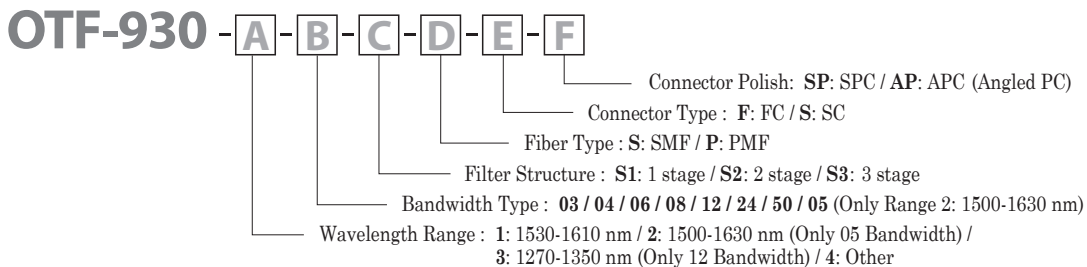 OTF-930 -A-B-C-D-E-F
Connector Polish: SP: SPC / AP: APC (Angled PC)
Connector Type : F: FC / S: SC
Fiber Type : S: SMF / P: PMF
Filter Structure : S1: 1 stage / S2: 2 stage / S3: 3 stage
Bandwidth Type : 03 / 04 / 06 / 08 / 12 / 24 / 50 / 05 (Only Range 2: 1500-1630 nm)
Wavelength Range : 1: 1530-1610 nm / 2: 1500-1630 nm (Only 05 Bandwidth) /
3: 1270-1350 nm (Only 12 Bandwidth) / 4: Other